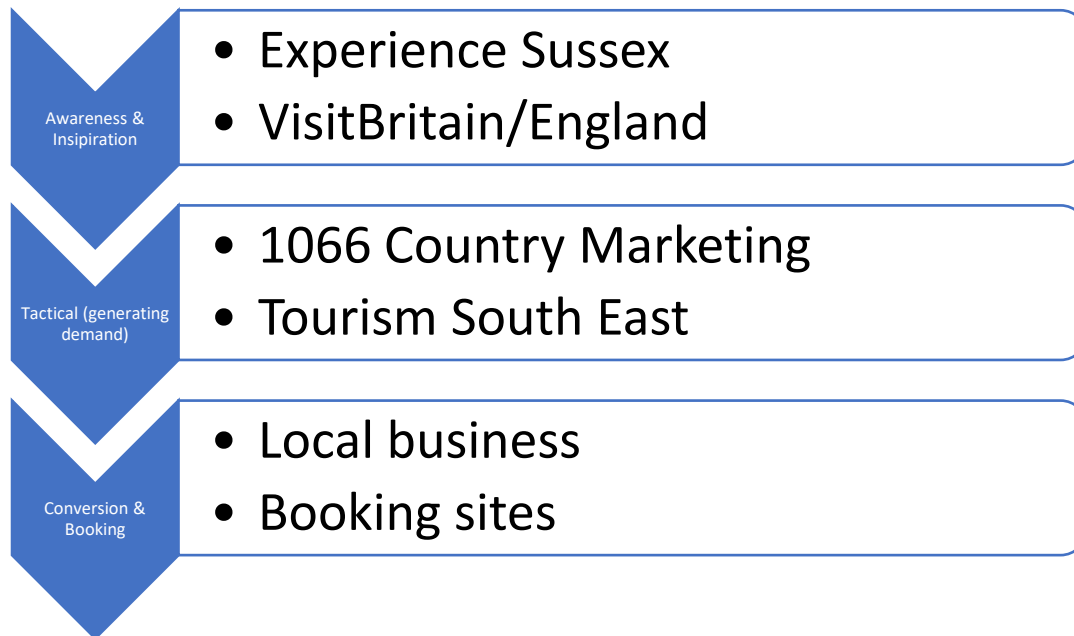 Awareness &
Insipiration
• Experience Sussex
• VisitBritain/England
Tactical (generating
demand)
• 1066 Country Marketing
• Tourism South East
Conversion &
Booking
• Local business
• Booking sites